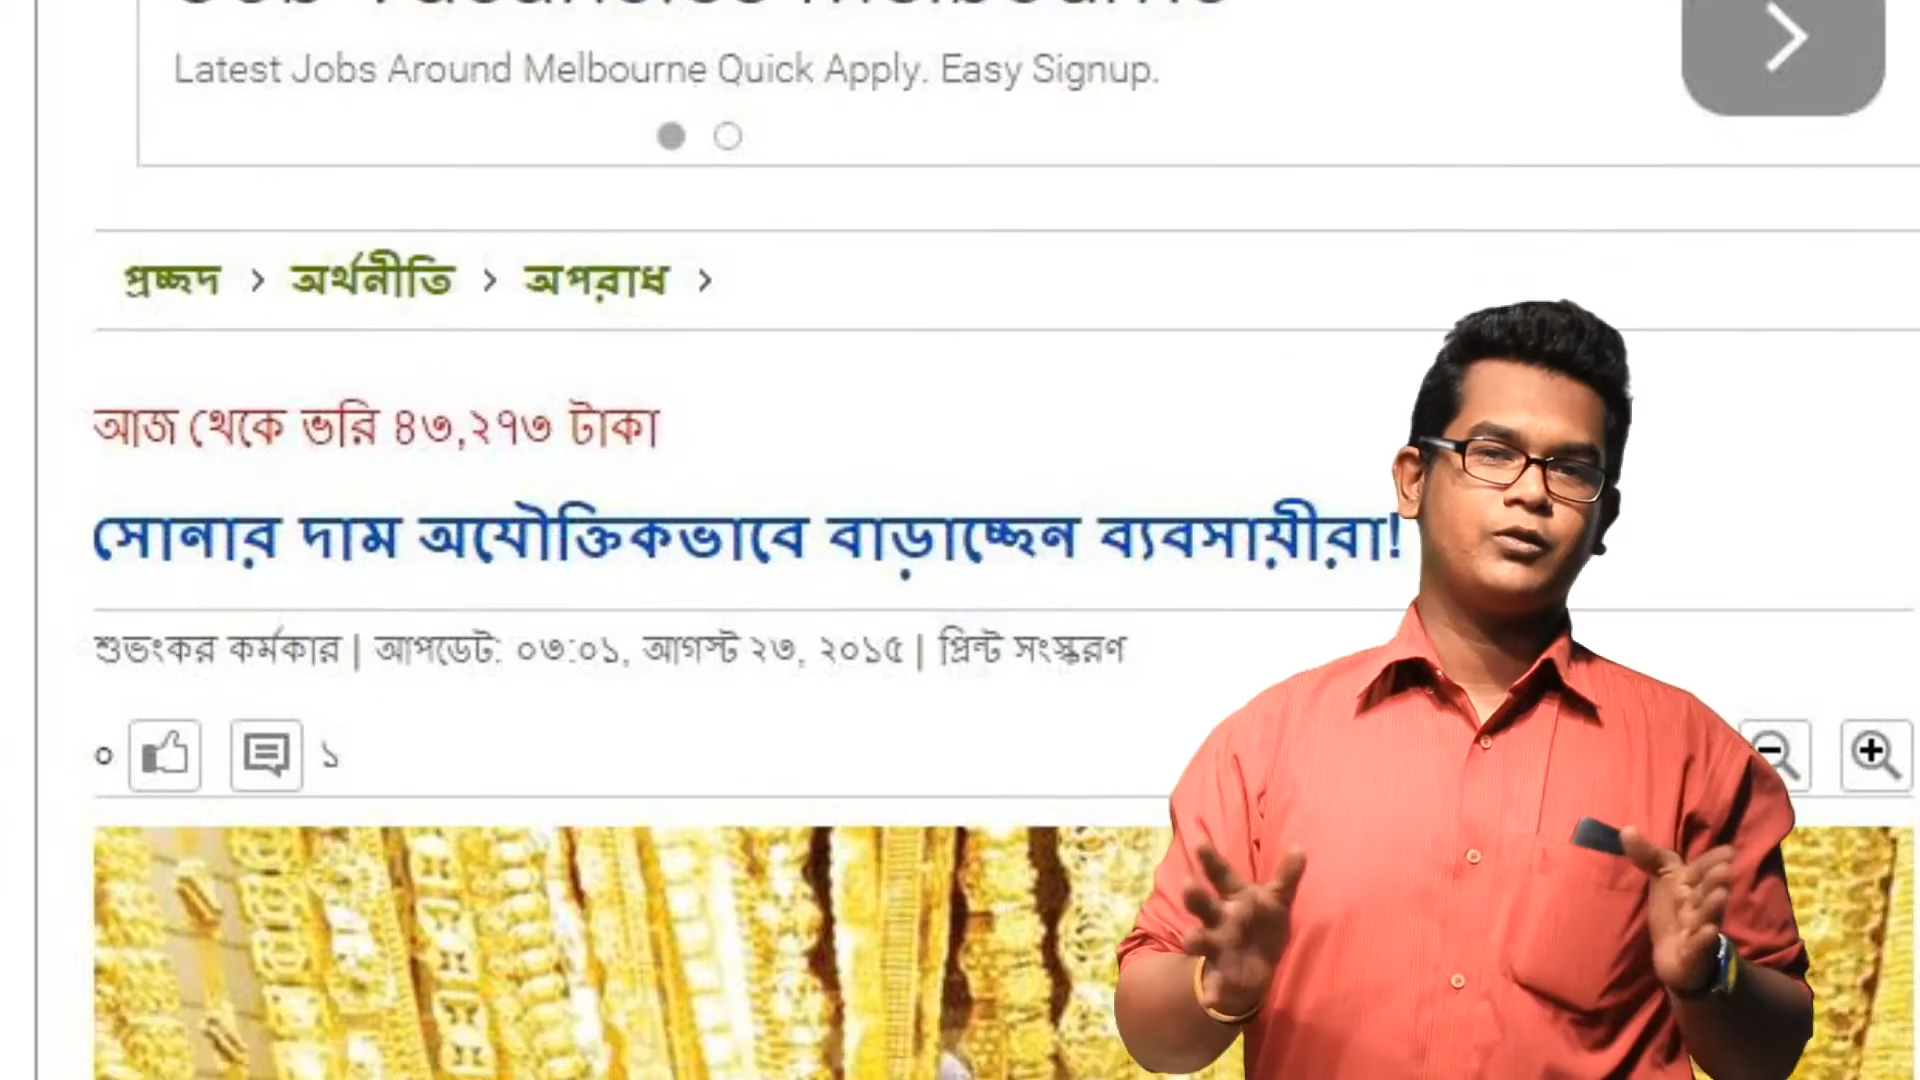 Latest Jobs Around Melbourne Quick Apply. Easy Signup.
প্রচ্ছদ › অর্থনীতি › অপরাধ ›
আজ থেকে ভরি ৪৩,২৭৩ টাকা
সোনার দাম অযৌক্তিকভাবে বাড়াচ্ছেন ব্যবসায়ীরা!
শুভংকর কর্মকার | আপডেট: ০৩:০১, আগস্ট ২৩, ২০১৫ | প্রিন্ট সংস্করণ
০ ১